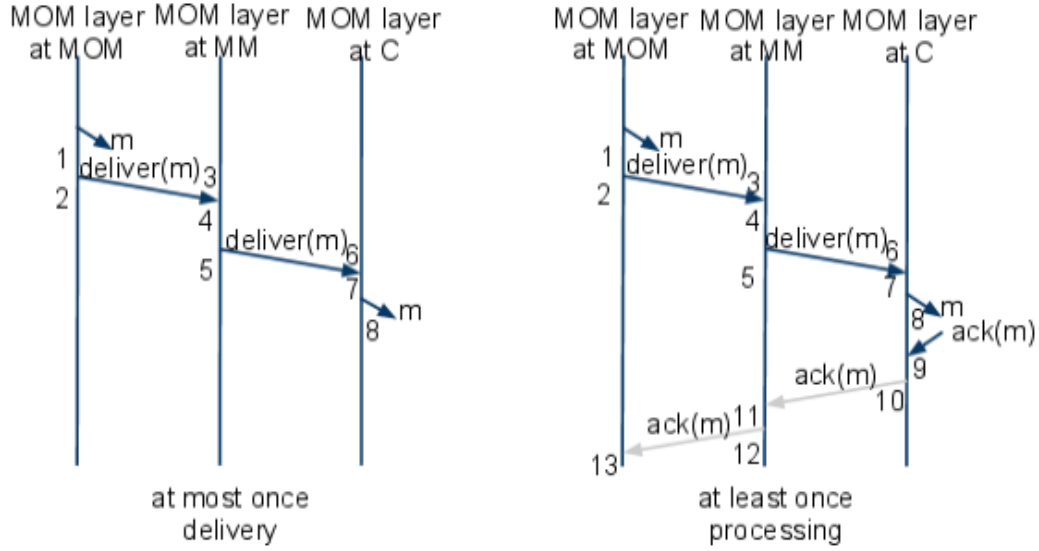 MOM layer
at MOM
MOM layer
at MM
MOM layer
at C
m
1
deliver(m)
3
2
4
deliver(m)
6
5
7
m
8
at most once
delivery
MOM layer
at MOM
MOM layer
at MM
MOM layer
at C
m
1
deliver(m)
3
2
4
deliver(m)
6
5
7
m
8
ack(m)
9
ack(m)
10
11
ack(m)
12
13
at least once
processing